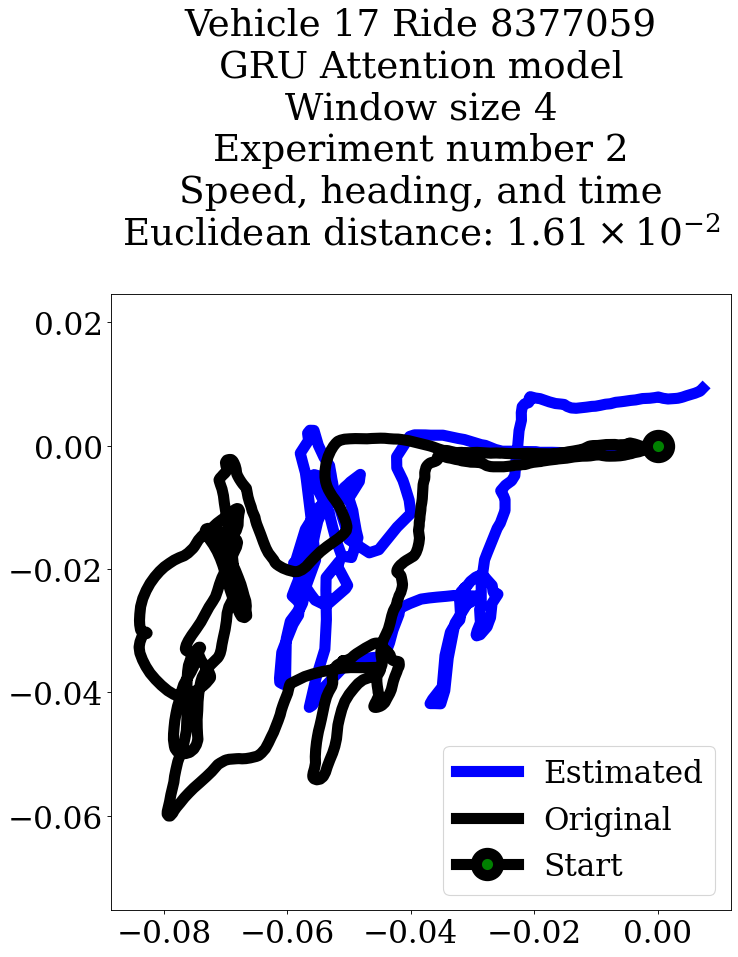 Vehicle 17 Ride 8377059
GRU Attention model
Window size 4
Experiment number 2
Speed, heading, and time
Euclidean distance: 1.61 × 10⁻²
0.02
0.00
−0.02
−0.04
−0.06
Estimated
Original
Start
−0.08 −0.06 −0.04 −0.02 0.00